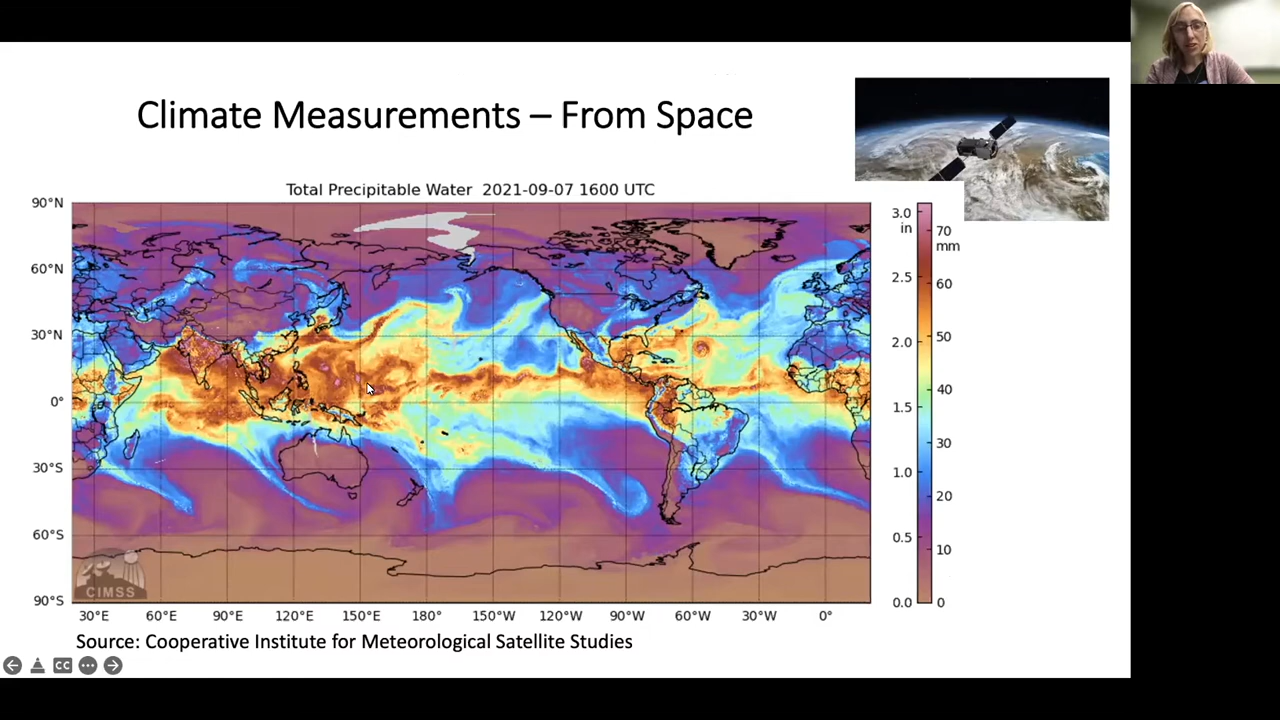 Climate Measurements – From Space
Total Precipitable Water 2021-09-07 1600 UTC
90°N
60°N
30°N
0°
30°S
60°S
90°S
30°E 60°E 90°E 120°E 150°E 180° 150°W 120°W 90°W 60°W 30°W 0°
3.0
in
2.5
2.0
1.5
1.0
0.5
0.0
70
mm
60
50
40
30
20
10
0
CIMSS
Source: Cooperative Institute for Meteorological Satellite Studies
CC